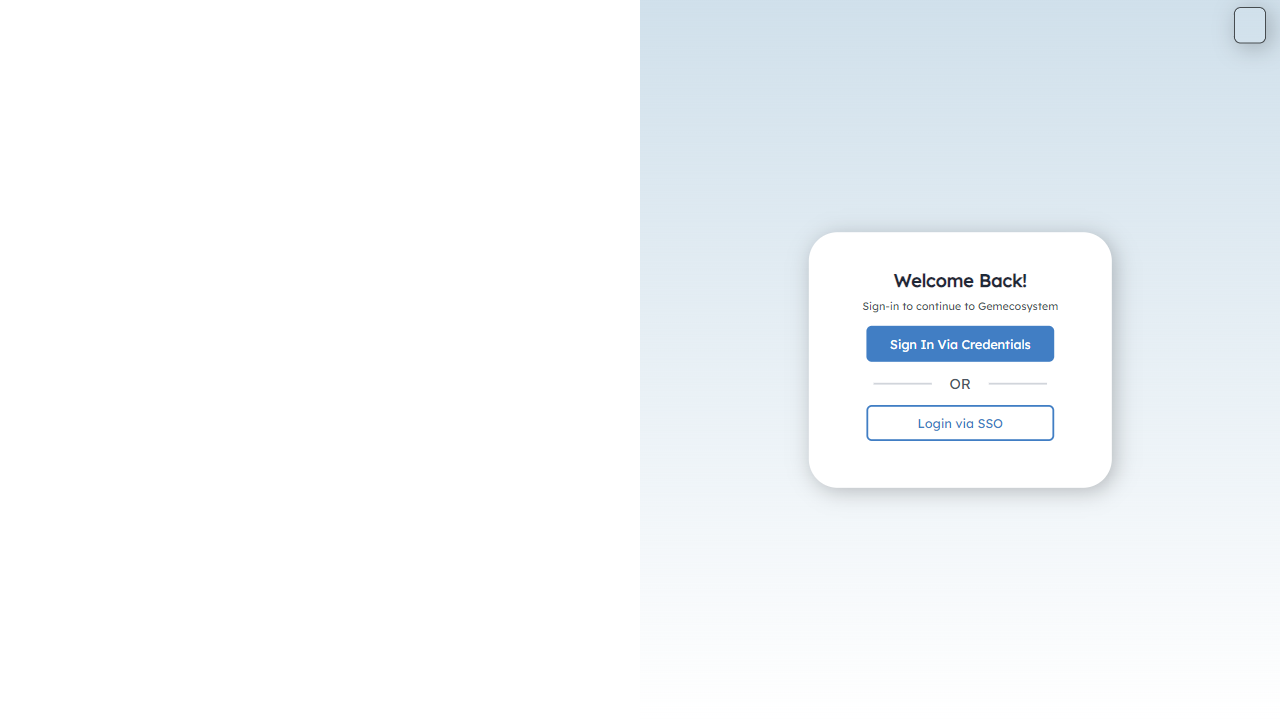 Welcome Back!
Sign-in to continue to Gemecosystem
Sign In Via Credentials
OR
Login via SSO